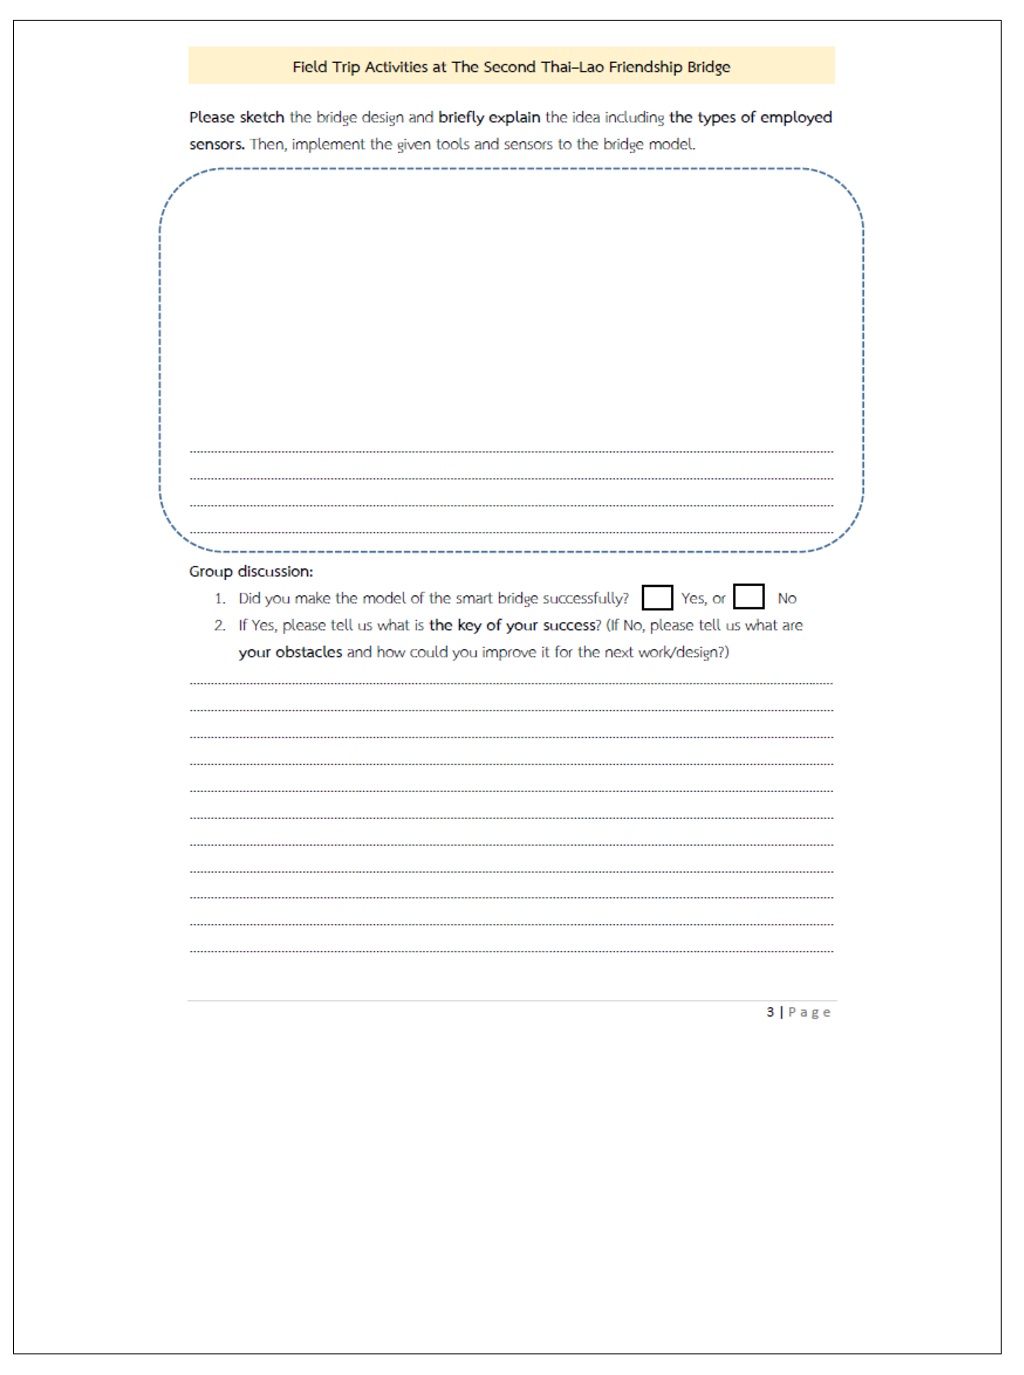 Field Trip Activities at The Second Thai-Lao Friendship Bridge
Please sketch the bridge design and briefly explain the idea including the types of employed
sensors. Then, implement the given tools and sensors to the bridge model.
Group discussion:
1. Did you make the model of the smart bridge successfully? Yes, or No
2. If Yes, please tell us what is the key of your success? (If No, please tell us what are
your obstacles and how could you improve it for the next work/design?)
3 | Page